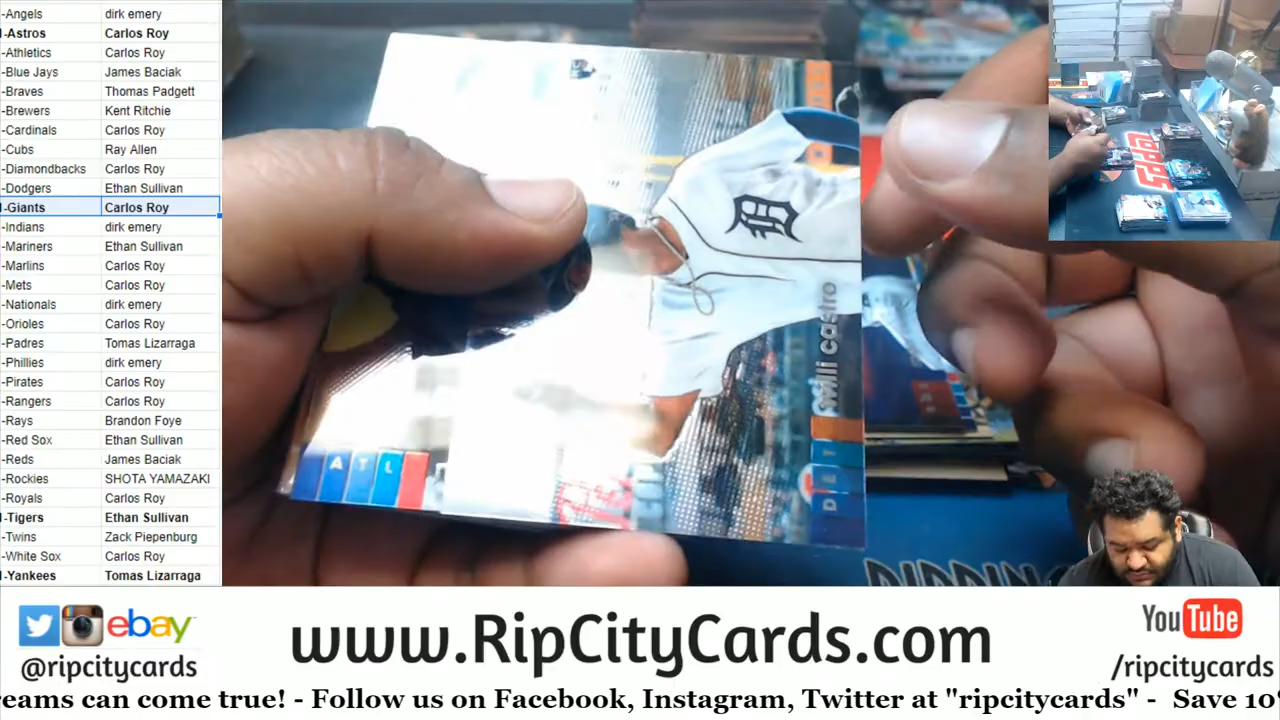 -Angels dirk emery
-Astros Carlos Roy
-Athletics Carlos Roy
-Blue Jays James Baciak
-Braves Thomas Padgett
-Brewers Kent Ritchie
-Cardinals Carlos Roy
-Cubs Ray Allen
-Diamondbacks Carlos Roy
-Dodgers Ethan Sullivan
-Giants Carlos Roy
-Indians dirk emery
-Mariners Ethan Sullivan
-Marlins Carlos Roy
-Mets Carlos Roy
-Nationals dirk emery
-Orioles Carlos Roy
-Padres Tomas Lizarraga
-Phillies dirk emery
-Pirates Carlos Roy
-Rangers Carlos Roy
-Rays Brandon Foye
-Red Sox Ethan Sullivan
-Reds James Baciak
-Rockies SHOTA YAMAZAKI
-Royals Carlos Roy
-Tigers Ethan Sullivan
-Twins Zack Piepenburg
-White Sox Carlos Roy
-Yankees Tomas Lizarraga
D
willi castro
DET
ATL
topps
ebay
@ripcitycards
www.RipCityCards.com
YouTube
/ripcitycards
reams can come true! - Follow us on Facebook, Instagram, Twitter at "ripcitycards" - Save 10